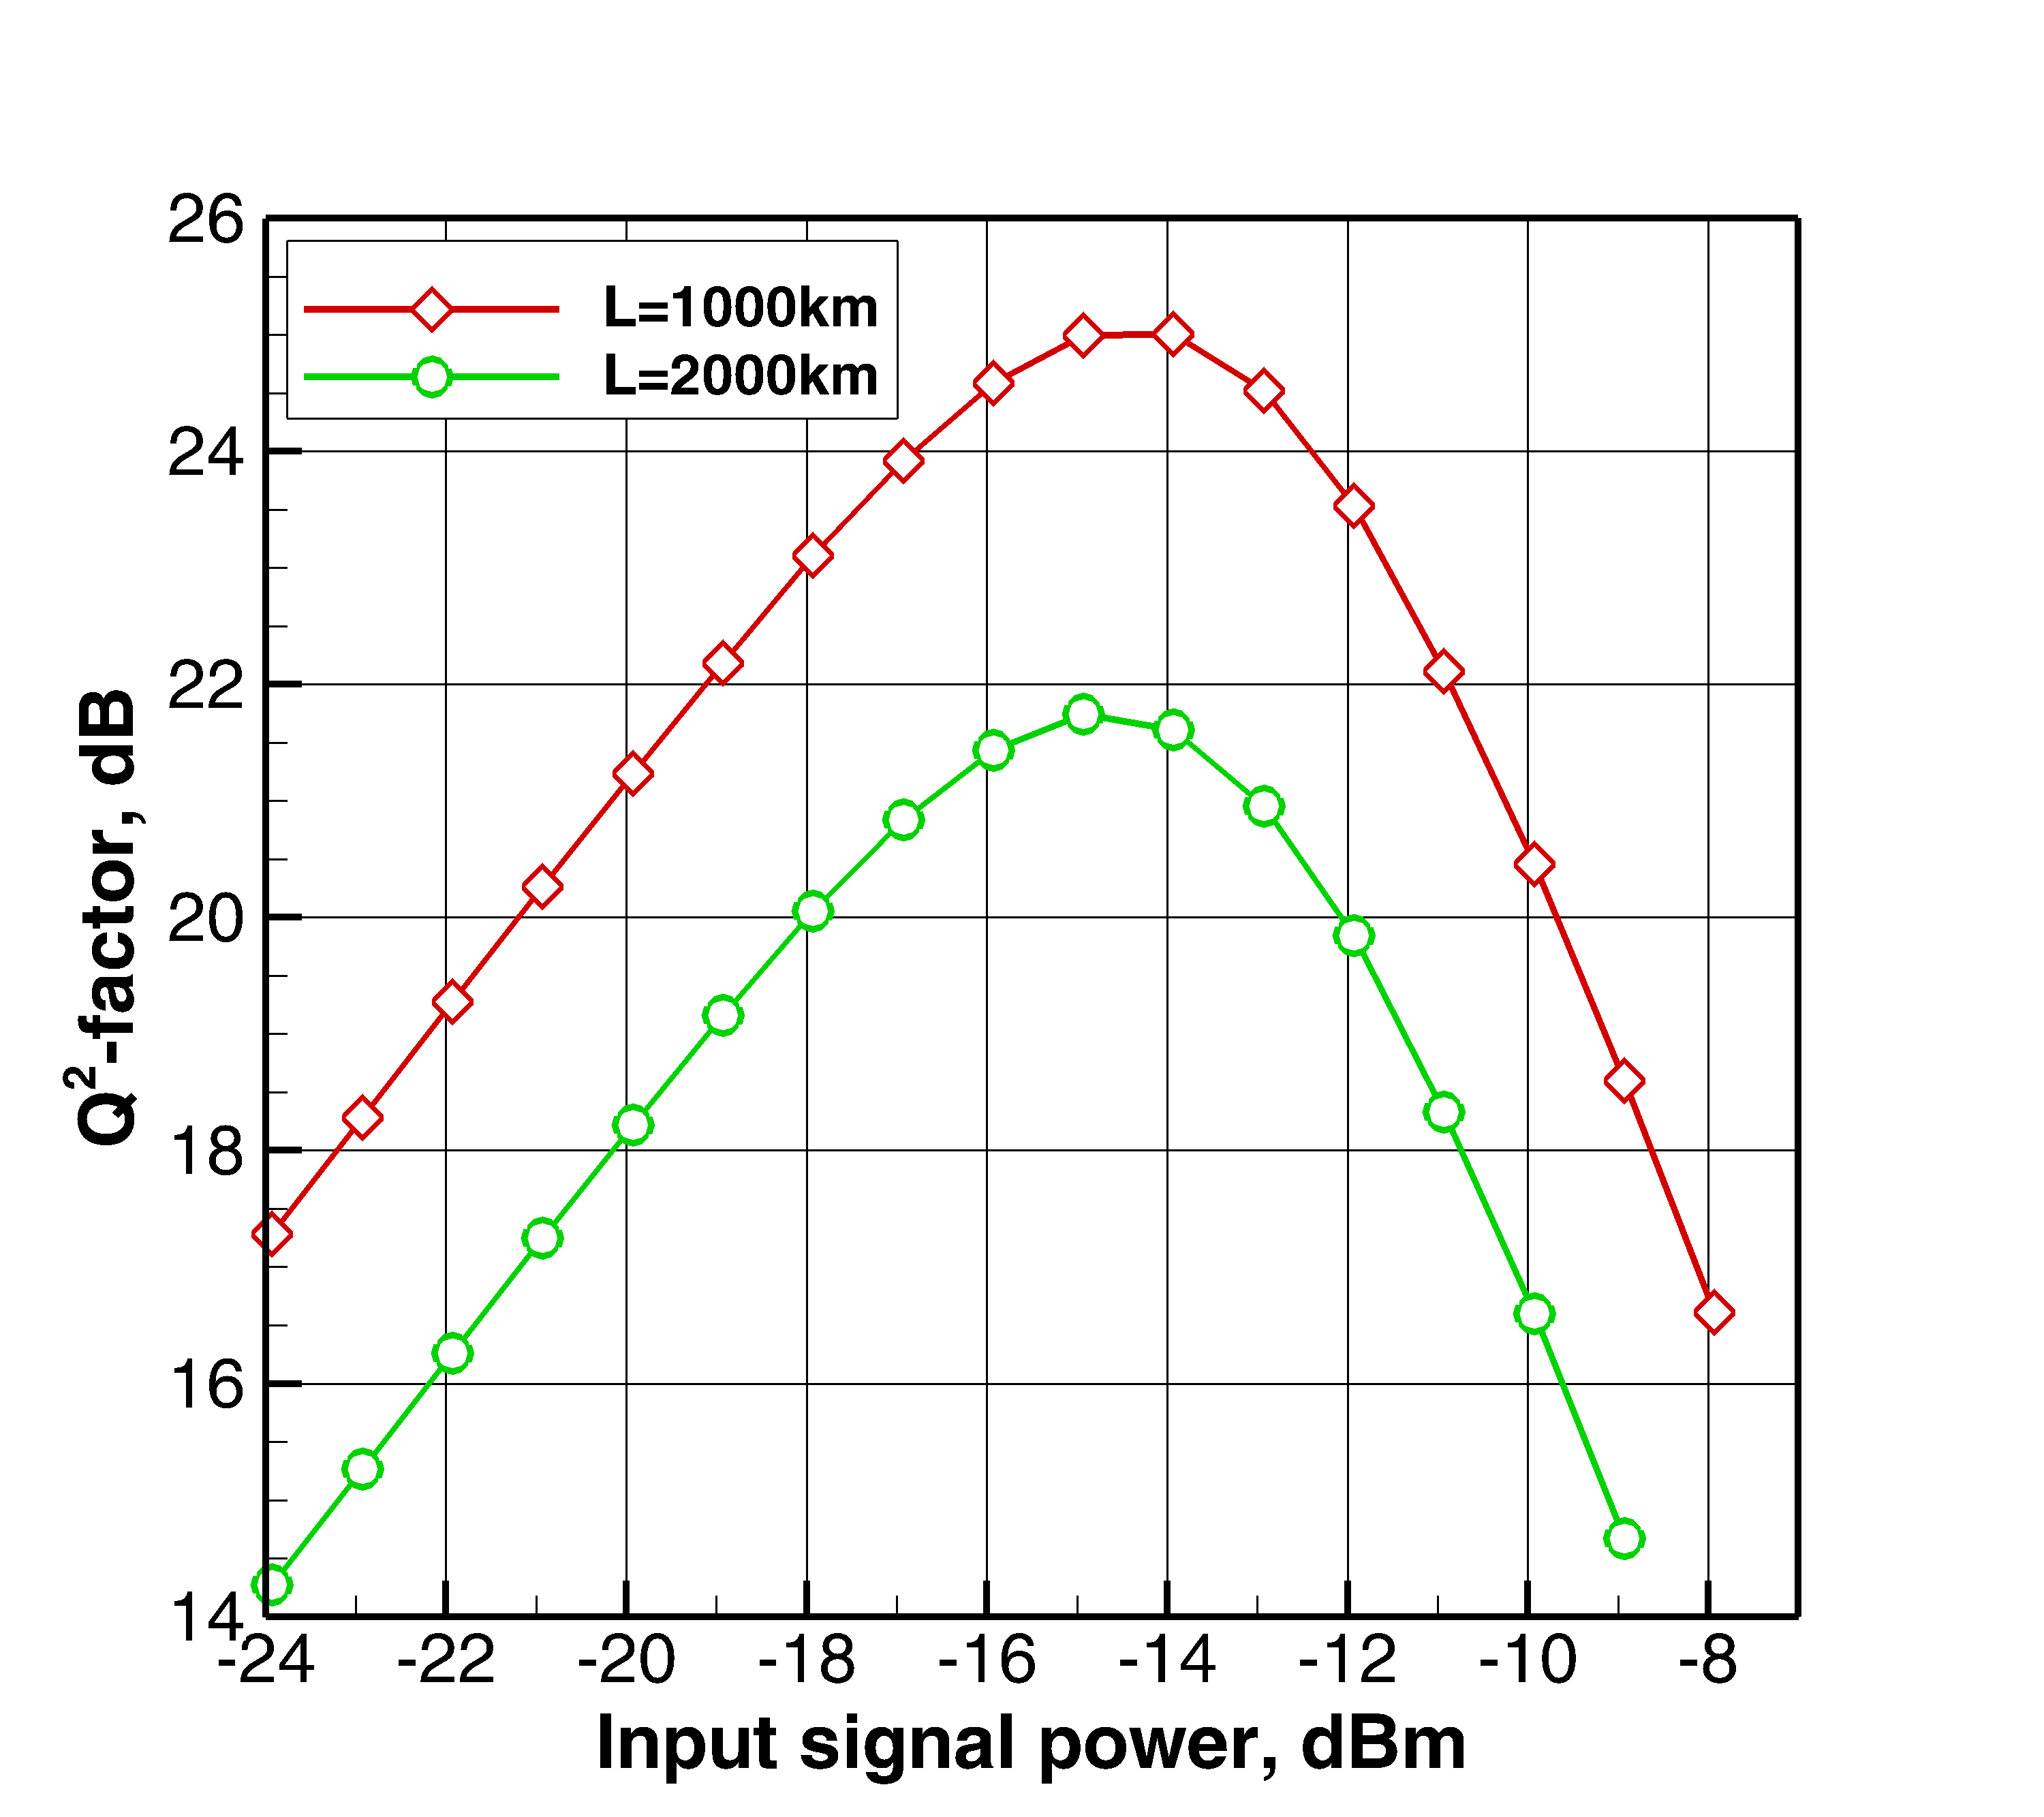 26
24
22
20
18
16
14
L=1000km
L=2000km
Q²-factor, dB
-24 -22 -20 -18 -16 -14 -12 -10 -8
Input signal power, dBm